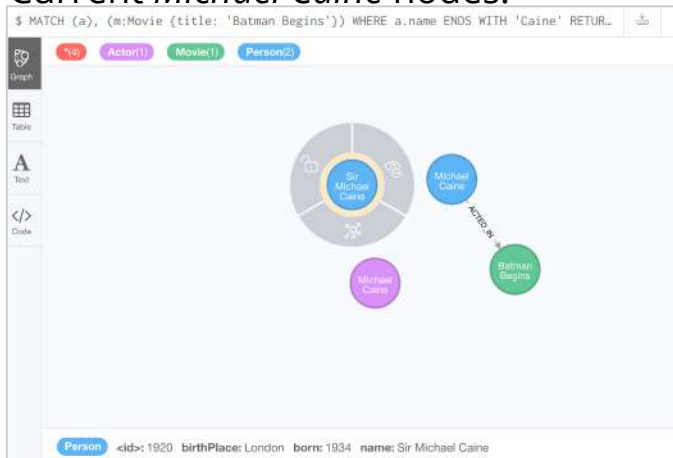 Current Michael Caine nodes:
$ MATCH (a), (m:Movie {title: 'Batman Begins'}) WHERE a.name ENDS WITH 'Caine' RETUR…
*(4) Actor(1) Movie(1) Person(2)
Graph
Table
A
Text
</>
Code
Sir
Michael
Caine
Michael
Caine
ACTED_IN
Batman
Begins
Michael
Caine
Person <id>: 1920 birthPlace: London born: 1934 name: Sir Michael Caine